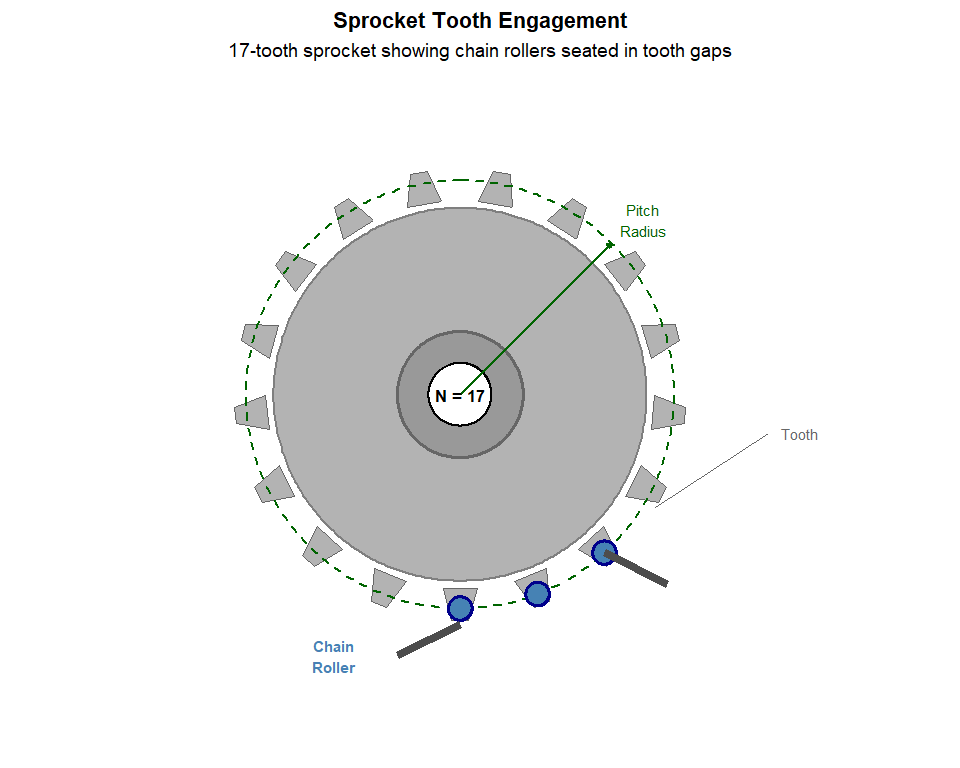 Sprocket Tooth Engagement
17-tooth sprocket showing chain rollers seated in tooth gaps
Pitch
Radius
N = 17
Tooth
Chain
Roller